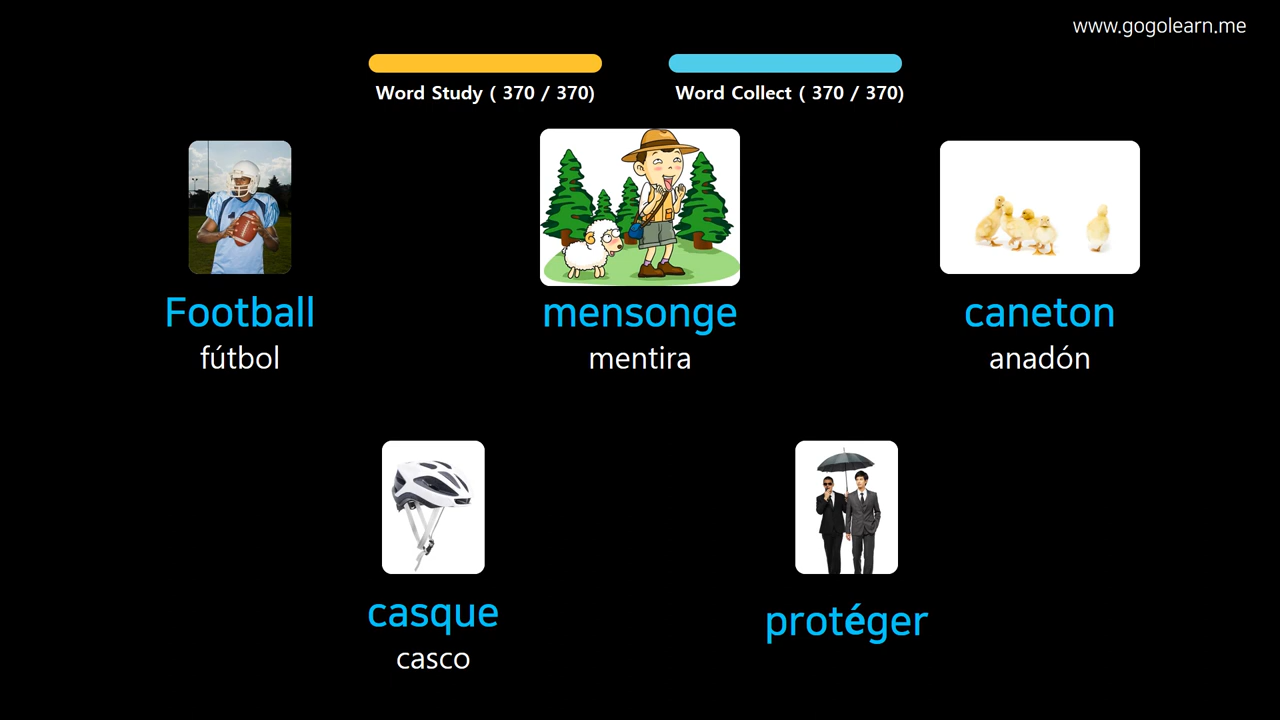 www.gogolearn.me
Word Study ( 370 / 370)
Word Collect ( 370 / 370)
Football
fútbol
mensonge
mentira
caneton
anadón
casque
casco
protéger